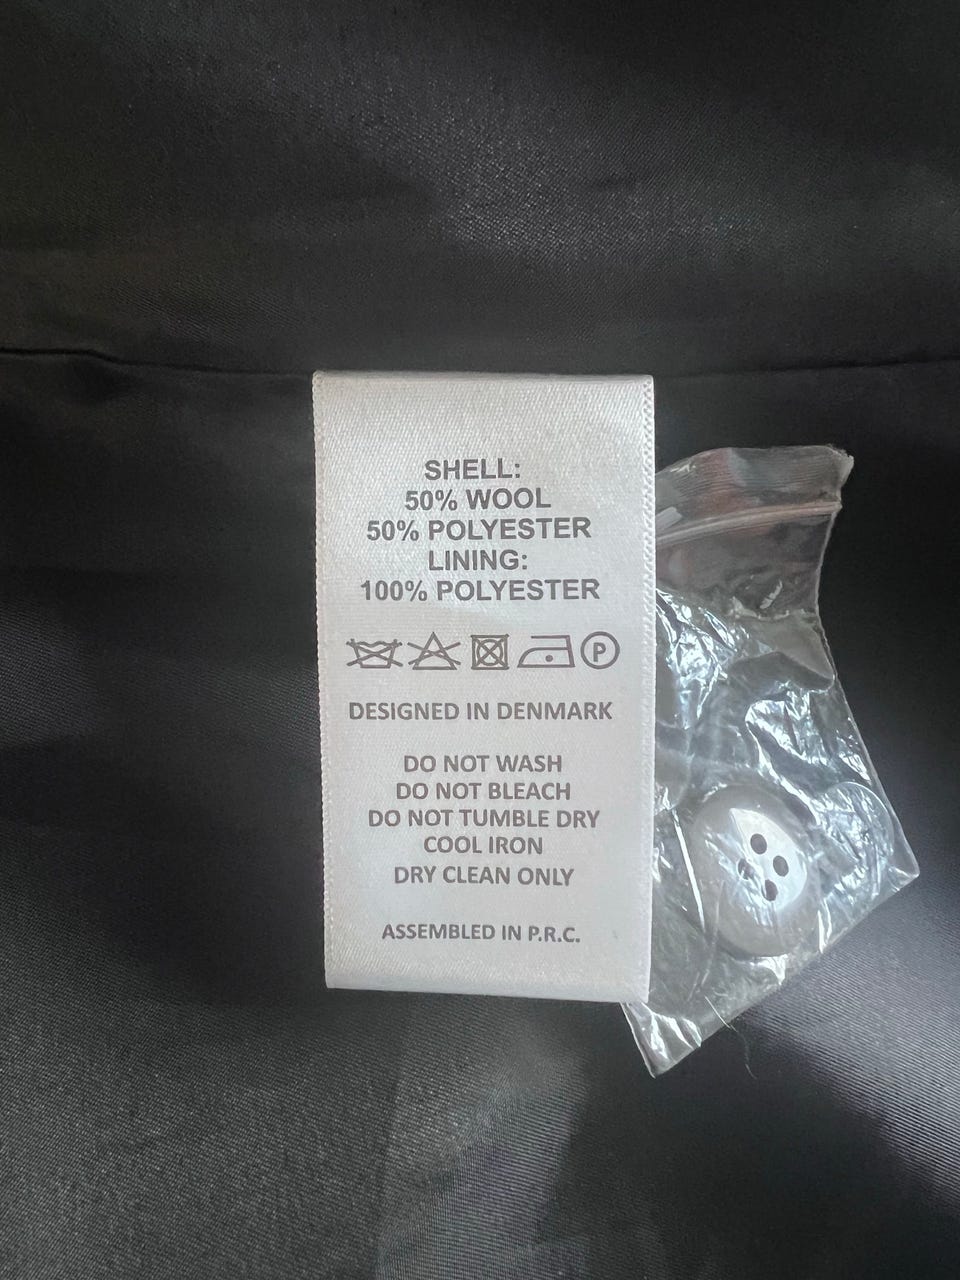 SHELL:
50% WOOL
50% POLYESTER
LINING:
100% POLYESTER
P
DESIGNED IN DENMARK
DO NOT WASH
DO NOT BLEACH
DO NOT TUMBLE DRY
COOL IRON
DRY CLEAN ONLY
ASSEMBLED IN P.R.C.